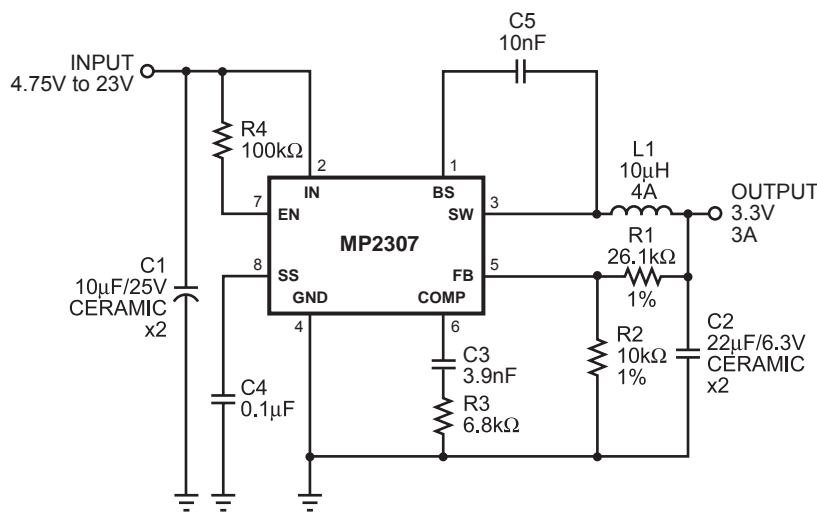 C5
10nF
INPUT
4.75V to 23V
R4
100kΩ
2
1
L1
10μH
4A
7
IN
BS
3
OUTPUT
3.3V
3A
EN
SW
MP2307
R1
26.1kΩ
1%
C1
10μF/25V
CERAMIC
x2
8
SS
FB
5
GND
COMP
4
6
R2
10kΩ
1%
C2
22μF/6.3V
CERAMIC
x2
C3
3.9nF
C4
0.1μF
R3
6.8kΩ